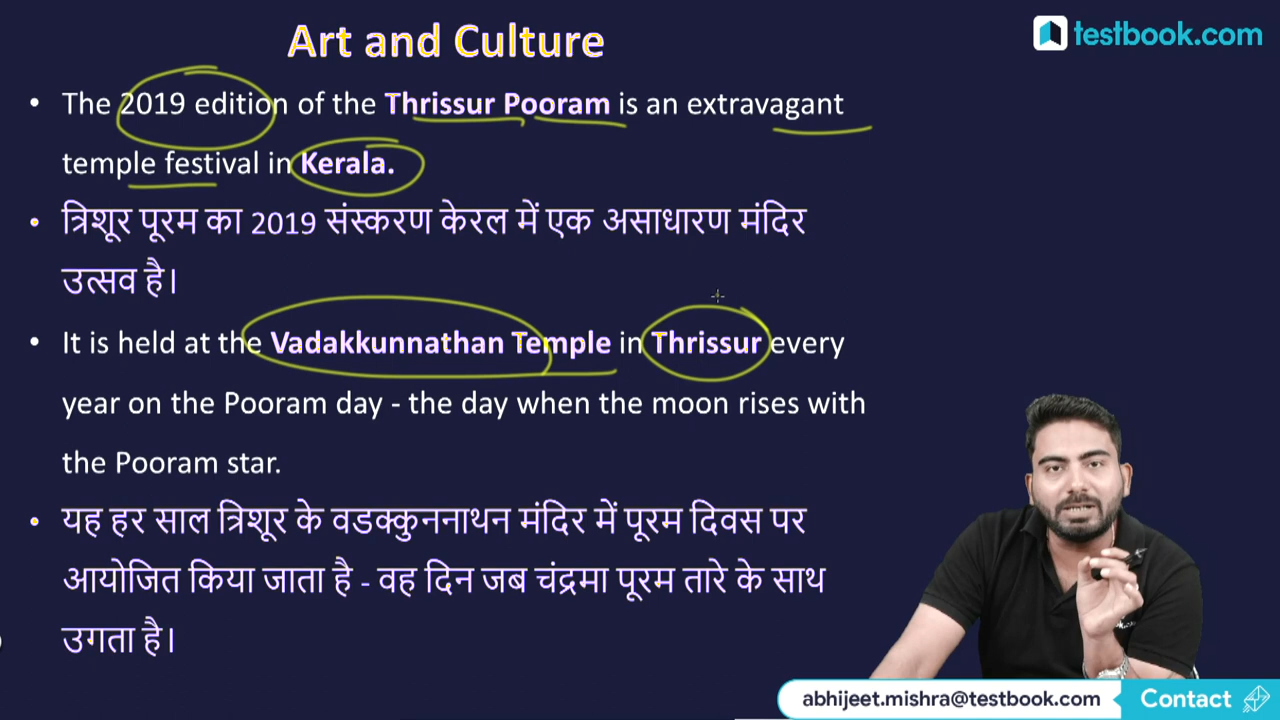 Art and Culture
testbook.com
• The 2019 edition of the Thrissur Pooram is an extravagant
temple festival in Kerala.
• त्रिशूर पूरम का 2019 संस्करण केरल में एक असाधारण मंदिर
उत्सव है।
• It is held at the Vadakkunnathan Temple in Thrissur every
year on the Pooram day - the day when the moon rises with
the Pooram star.
• यह हर साल त्रिशूर के वडक्कुननाथन मंदिर में पूरम दिवस पर
आयोजित किया जाता है - वह दिन जब चंद्रमा पूरम तारे के साथ
उगता है।
abhijeet.mishra@testbook.com
Contact